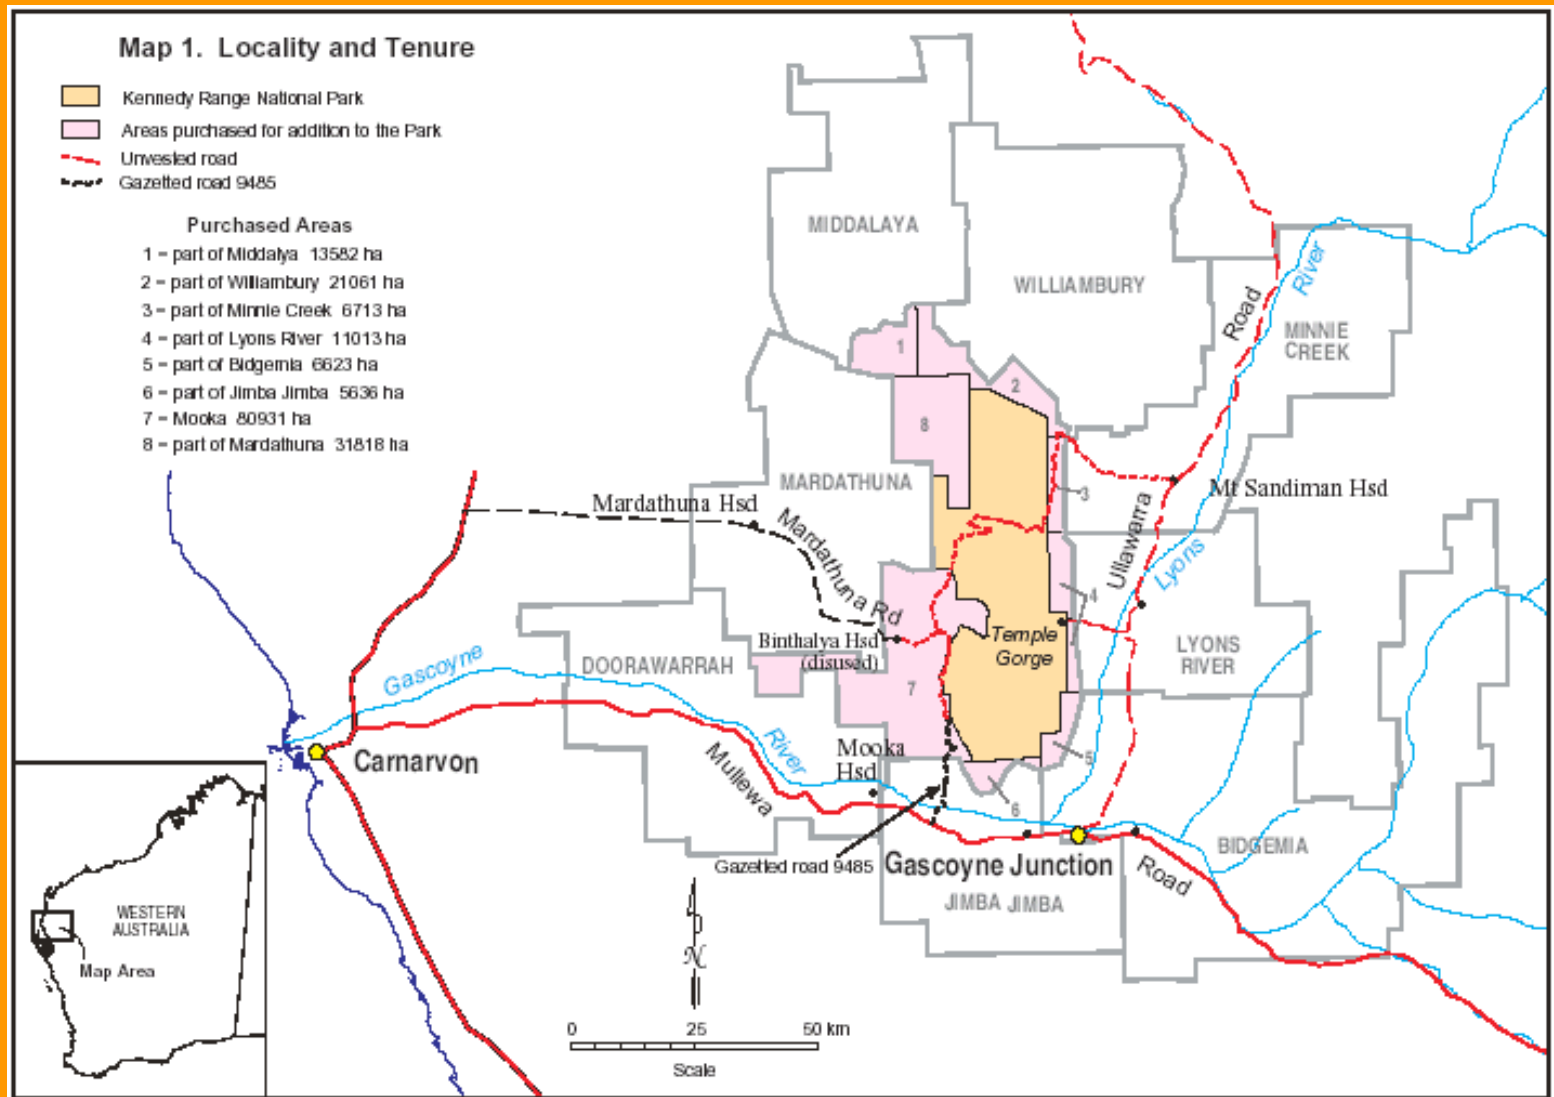 Map 1. Locality and Tenure
Kennedy Range National Park
Areas purchased for addition to the Park
Unvested road
Gazetted road 9485
Purchased Areas
1 - part of Middalya 13582 ha
2 - part of Williambury 21061 ha
3 - part of Minnie Creek 6713 ha
4 - part of Lyons River 11013 ha
5 - part of Bidgemia 6623 ha
6 - part of Jimba Jimba 5636 ha
7 - Mooka 80931 ha
8 - part of Mardathuna 31818 ha
MIDDALAYA
WILLIAMBURY
Road
River
MINNIE
CREEK
1
2
8
MARDATHUNA
3
Mt Sandiman Hsd
Mardathuna Hsd
Mardathuna Rd
Ullawarra
Lyons
4
Binthalya Hsd
(disused)
Temple
Gorge
LYONS
RIVER
DOORAWARRAH
Gascoyne
7
River
Mooka
Hsd
5
Carnarvon
Mullewa
6
Gazetted road 9485
Gascoyne Junction
Road
BIDGEMIA
JIMBA JIMBA
WESTERN
AUSTRALIA
Map Area
N
0 25 50 km
Scale